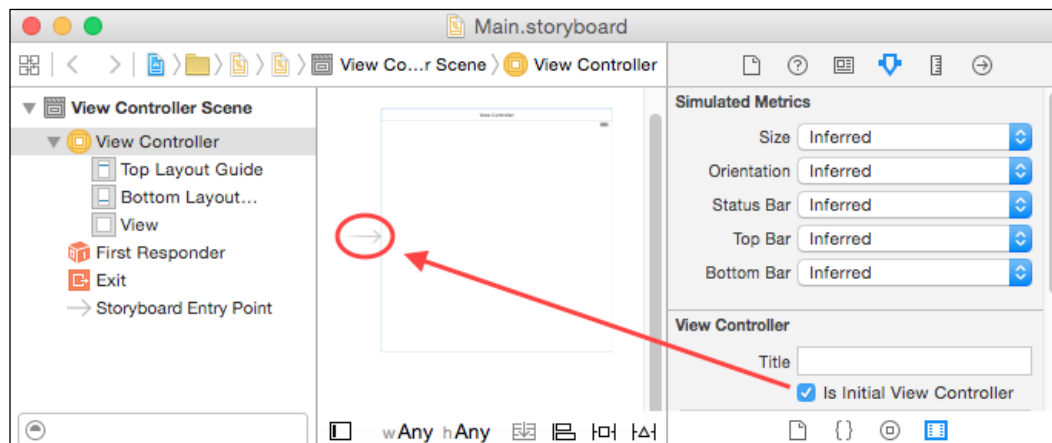 Main.storyboard
View Co...r Scene View Controller
View Controller Scene
View Controller
Top Layout Guide
Bottom Layout...
View
First Responder
Exit
Storyboard Entry Point
View Controller
wAny hAny
Simulated Metrics
Size Inferred
Orientation Inferred
Status Bar Inferred
Top Bar Inferred
Bottom Bar Inferred
View Controller
Title
Is Initial View Controller